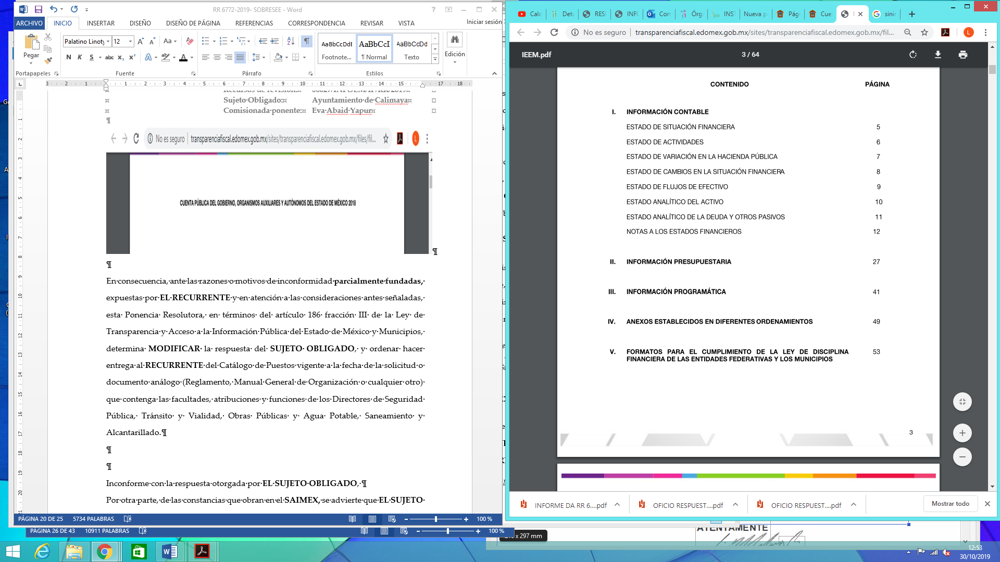 RR 6772-2019- SOBRESEE - Word
ARCHIVO INICIO INSERTAR DISEÑO DISEÑO DE PÁGINA REFERENCIAS CORRESPONDENCIA REVISAR VISTA Iniciar sesión
Palatino Linoty 12
Pegar
N K S abc x₂ x²
AaBbCcDdI AaBbCcI AaBbCcDd
Footnote... ¶ Normal Texto
Edición
Portapapeles Fuente Párrafo Estilos
Sujeto·Obligado:¤ Ayuntamiento·de·Calimaya¤ ¤
Comisionada·ponente:¤ Eva·Abaid·Yapur¤ ¤
¶
No es seguro transparenciafiscal.edomex.gob.mx/sites/transparenciafiscal.edomex.gob.mx/files/fil... L
CUENTA PÚBLICA DEL GOBIERNO, ORGANISMOS AUXILIARES Y AUTÓNOMOS DEL ESTADO DE MÉXICO 2018
¶
¶
En·consecuencia,·ante·las·razones·o·motivos·de·inconformidad·parcialmente·fundadas,·
expuestas·por·EL·RECURRENTE·y·en·atención·a·las·consideraciones·antes·señaladas,·
esta· Ponencia· Resolutora,· en· términos· del· artículo· 186· fracción· III· de· la· Ley· de·
Transparencia·y·Acceso·a·la·Información·Pública·del·Estado·de·México·y·Municipios,·
determina· MODIFICAR· la· respuesta· del· SUJETO· OBLIGADO,· y· ordenar· hacer·
entrega·al·RECURRENTE·del·Catálogo·de·Puestos·vigente·a·la·fecha·de·la·solicitud·o·
documento·análogo·(Reglamento,·Manual·General·de·Organización·o·cualquier·otro)·
que·contenga·las·facultades,·atribuciones·y·funciones·de·los·Directores·de·Seguridad·
Pública,· Tránsito· y· Vialidad,· Obras· Públicas· y· Agua· Potable,· Saneamiento· y·
Alcantarillado.¶
¶
¶
Inconforme·con·la·respuesta·otorgada·por·EL·SUJETO·OBLIGADO,·¶
Por·otra·parte,·de·las·constancias·que·obran·en·el·SAIMEX,·se·advierte·que·EL·SUJETO·
PÁGINA 20 DE 25 5734 PALABRAS 100 %
PÁGINA 26 DE 43 10911 PALABRAS 100 %
Calc Deta RESI INFO Corr Órg INST Nueva p Pági Cue sinir
No es seguro transparenciafiscal.edomex.gob.mx/sites/transparenciafiscal.edomex.gob.mx/fil... L
IEEM.pdf 3 / 64
CONTENIDO PÁGINA
I. INFORMACIÓN CONTABLE
ESTADO DE SITUACIÓN FINANCIERA 5
ESTADO DE ACTIVIDADES 6
ESTADO DE VARIACIÓN EN LA HACIENDA PÚBLICA 7
ESTADO DE CAMBIOS EN LA SITUACIÓN FINANCIERA 8
ESTADO DE FLUJOS DE EFECTIVO 9
ESTADO ANALÍTICO DEL ACTIVO 10
ESTADO ANALÍTICO DE LA DEUDA Y OTROS PASIVOS 11
NOTAS A LOS ESTADOS FINANCIEROS 12
II. INFORMACIÓN PRESUPUESTARIA 27
III. INFORMACIÓN PROGRAMÁTICA 41
IV. ANEXOS ESTABLECIDOS EN DIFERENTES ORDENAMIENTOS 49
V. FORMATOS PARA EL CUMPLIMIENTO DE LA LEY DE DISCIPLINA 53
FINANCIERA DE LAS ENTIDADES FEDERATIVAS Y LOS MUNICIPIOS
3
INFORME DA RR 6....pdf OFICIO RESPUEST....pdf OFICIO RESPUEST....pdf Mostrar todo
ATENTAMENTE
x 297 mm
12:53
30/10/2019